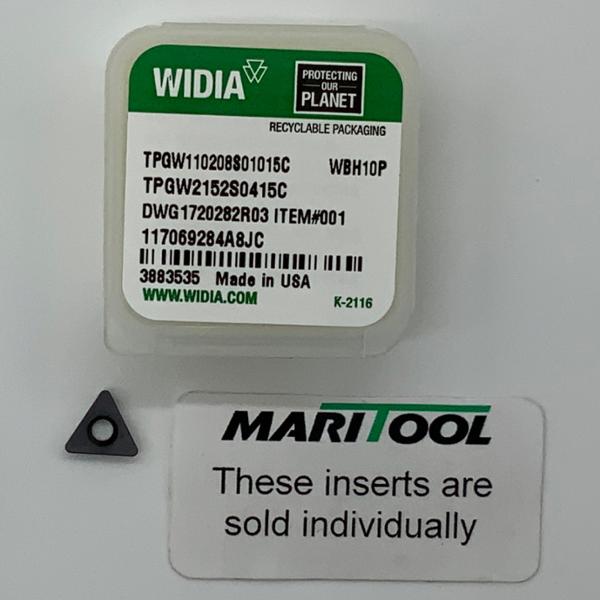 WIDIA
PROTECTING
OUR
PLANET
RECYCLABLE PACKAGING
TPGW110208S01015C WBH10P
TPGW2152S0415C
DWG1720282R03 ITEM#001
117069284A8JC
3883535 Made in USA
WWW.WIDIA.COM K-2116
MARITOOL
These inserts are
sold individually